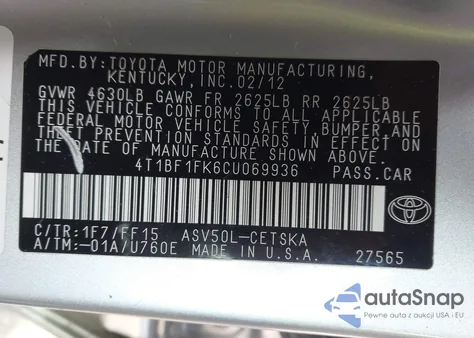 MFD. BY: TOYOTA MOTOR MANUFACTURING,
KENTUCKY, INC. 02/12
GVWR 4630LB GAWR FR 2625LB RR 2625LB
THIS VEHICLE CONFORMS TO ALL APPLICABLE
FEDERAL MOTOR VEHICLE SAFETY, BUMPER, AND
THEFT PREVENTION STANDARDS IN EFFECT ON
THE DATE OF MANUFACTURE SHOWN ABOVE.
4T1BF1FK6CU069936 PASS.CAR
C/TR: 1F7/FF15 ASV50L-CETSKA
A/TM:-01A/U760E MADE IN U.S.A.
27565
TOYOTA
autoSnap
Pewne auta z aukcji USA i EU